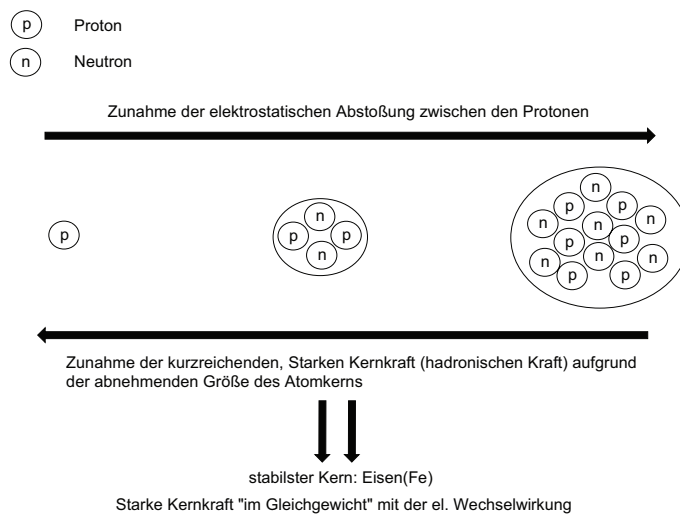 p Proton
n Neutron
Zunahme der elektrostatischen Abstoßung zwischen den Protonen
p
n
p p
n
n
p p
n n n
p p
n n n
p p
Zunahme der kurzreichenden, Starken Kernkraft (hadronischen Kraft) aufgrund
der abnehmenden Größe des Atomkerns
stabilster Kern: Eisen(Fe)
Starke Kernkraft "im Gleichgewicht" mit der el. Wechselwirkung